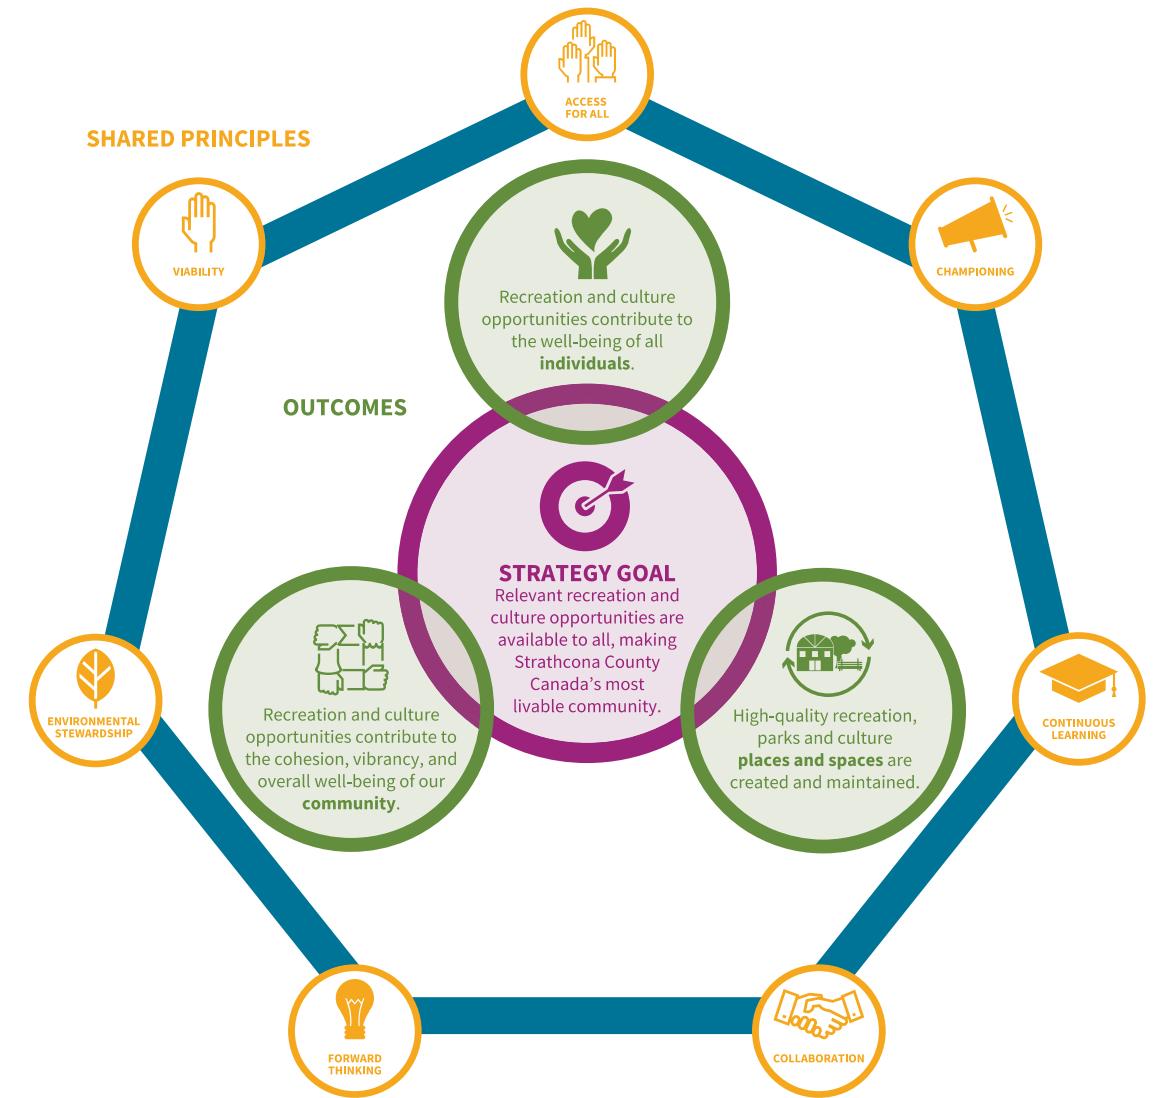 ACCESS
FOR ALL
SHARED PRINCIPLES
VIABILITY
CHAMPIONING
Recreation and culture
opportunities contribute to
the well-being of all
individuals.
OUTCOMES
STRATEGY GOAL
Relevant recreation and
culture opportunities are
available to all, making
Strathcona County
Canada's most
livable community.
Recreation and culture
opportunities contribute to
the cohesion, vibrancy, and
overall well-being of our
community.
High-quality recreation,
parks and culture
places and spaces are
created and maintained.
ENVIRONMENTAL
STEWARDSHIP
CONTINUOUS
LEARNING
FORWARD
THINKING
COLLABORATION